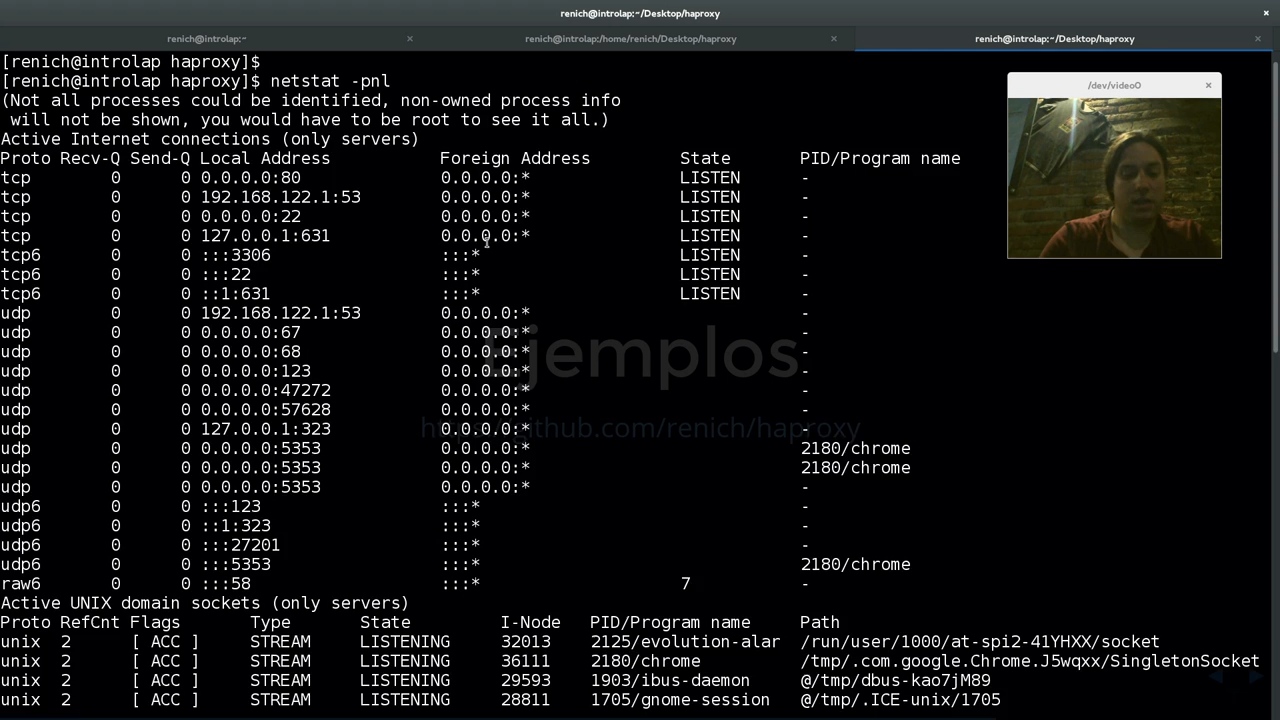 renich@introlap:~/Desktop/haproxy ×
renich@introlap:~ × renich@introlap:/home/renich/Desktop/haproxy × renich@introlap:~/Desktop/haproxy ×
[renich@introlap haproxy]$
[renich@introlap haproxy]$ netstat -pnl
(Not all processes could be identified, non-owned process info
will not be shown, you would have to be root to see it all.)
Active Internet connections (only servers)
Proto Recv-Q Send-Q Local Address Foreign Address State PID/Program name
tcp 0 0 0.0.0.0:80 0.0.0.0:* LISTEN -
tcp 0 0 192.168.122.1:53 0.0.0.0:* LISTEN -
tcp 0 0 0.0.0.0:22 0.0.0.0:* LISTEN -
tcp 0 0 127.0.0.1:631 0.0.0.0:* LISTEN -
tcp6 0 0 :::3306 :::* LISTEN -
tcp6 0 0 :::22 :::* LISTEN -
tcp6 0 0 ::1:631 :::* LISTEN -
udp 0 0 192.168.122.1:53 0.0.0.0:* -
udp 0 0 0.0.0.0:67 0.0.0.0:* -
udp 0 0 0.0.0.0:68 0.0.0.0:* -
udp 0 0 0.0.0.0:123 0.0.0.0:* -
udp 0 0 0.0.0.0:47272 0.0.0.0:* -
udp 0 0 0.0.0.0:57628 0.0.0.0:* -
udp 0 0 127.0.0.1:323 0.0.0.0:* -
udp 0 0 0.0.0.0:5353 0.0.0.0:* 2180/chrome
udp 0 0 0.0.0.0:5353 0.0.0.0:* 2180/chrome
udp 0 0 0.0.0.0:5353 0.0.0.0:* -
udp6 0 0 :::123 :::* -
udp6 0 0 ::1:323 :::* -
udp6 0 0 :::27201 :::* -
udp6 0 0 :::5353 :::* 2180/chrome
raw6 0 0 :::58 :::* 7 -
Active UNIX domain sockets (only servers)
Proto RefCnt Flags Type State I-Node PID/Program name Path
unix 2 [ ACC ] STREAM LISTENING 32013 2125/evolution-alar /run/user/1000/at-spi2-41YHXX/socket
unix 2 [ ACC ] STREAM LISTENING 36111 2180/chrome /tmp/.com.google.Chrome.J5wqxx/SingletonSocket
unix 2 [ ACC ] STREAM LISTENING 29593 1903/ibus-daemon @/tmp/dbus-kao7jM89
unix 2 [ ACC ] STREAM LISTENING 28811 1705/gnome-session @/tmp/.ICE-unix/1705
/dev/video0 ×
Ejemplos
https://github.com/renich/haproxy